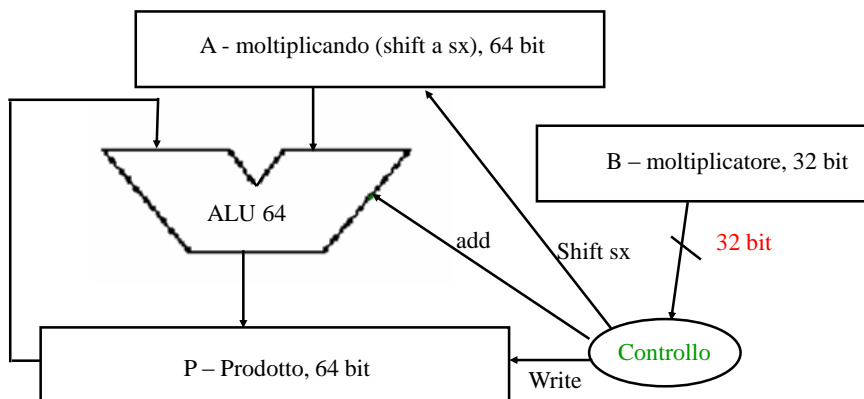 A - moltiplicando (shift a sx), 64 bit
B – moltiplicatore, 32 bit
ALU 64
add
Shift sx
32 bit
Controllo
P – Prodotto, 64 bit
Write